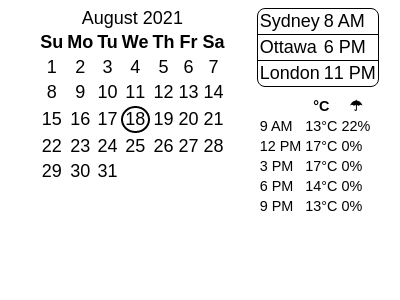 August 2021
Su Mo Tu We Th Fr Sa
1 2 3 4 5 6 7
8 9 10 11 12 13 14
15 16 17 18 19 20 21
22 23 24 25 26 27 28
29 30 31
Sydney 8 AM
Ottawa 6 PM
London 11 PM
°C ☂
9 AM 13°C 22%
12 PM 17°C 0%
3 PM 17°C 0%
6 PM 14°C 0%
9 PM 13°C 0%